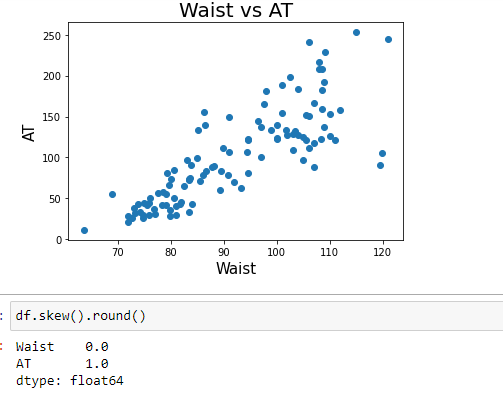 Waist vs AT
250
200
150
100
50
0
AT
70 80 90 100 110 120
Waist
: df.skew().round()
: Waist 0.0
AT 1.0
dtype: float64